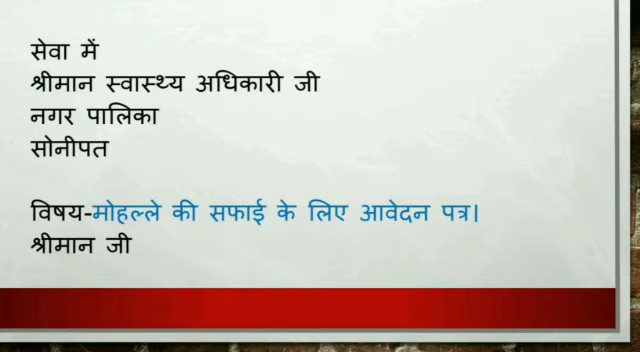 सेवा में
श्रीमान स्वास्थ्य अधिकारी जी
नगर पालिका
सोनीपत
विषय-मोहल्ले की सफाई के लिए आवेदन पत्र।
श्रीमान जी